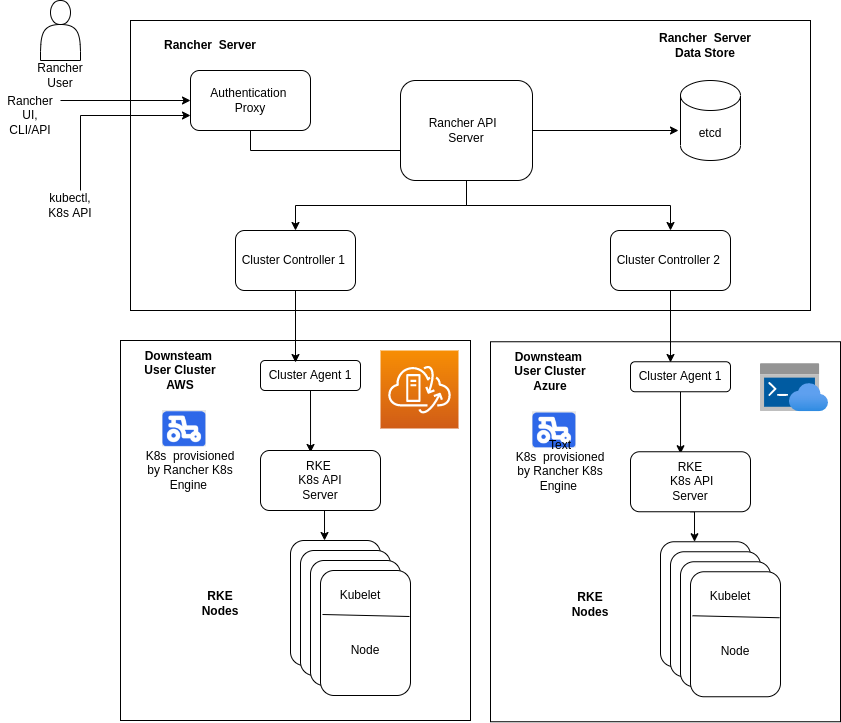 Rancher
User
Rancher
UI,
CLI/API
kubectl,
K8s API
Rancher Server
Authentication
Proxy
Rancher API
Server
Rancher Server
Data Store
etcd
Cluster Controller 1
Cluster Controller 2
Downsteam
User Cluster
AWS
Cluster Agent 1
K8s provisioned
by Rancher K8s
Engine
RKE
K8s API
Server
RKE
Nodes
Kubelet
Node
Downsteam
User Cluster
Azure
Cluster Agent 1
Text
K8s provisioned
by Rancher K8s
Engine
RKE
K8s API
Server
RKE
Nodes
Kubelet
Node